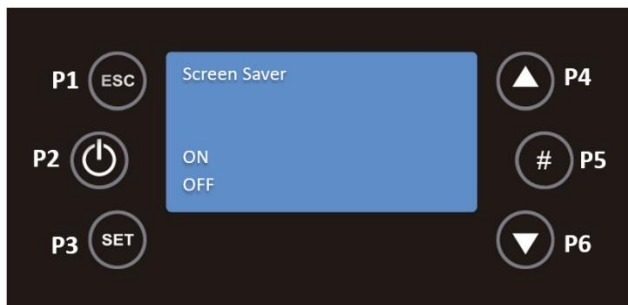 P1 ESC
Screen Saver
P4
P2
ON
# P5
OFF
P3 SET
P6